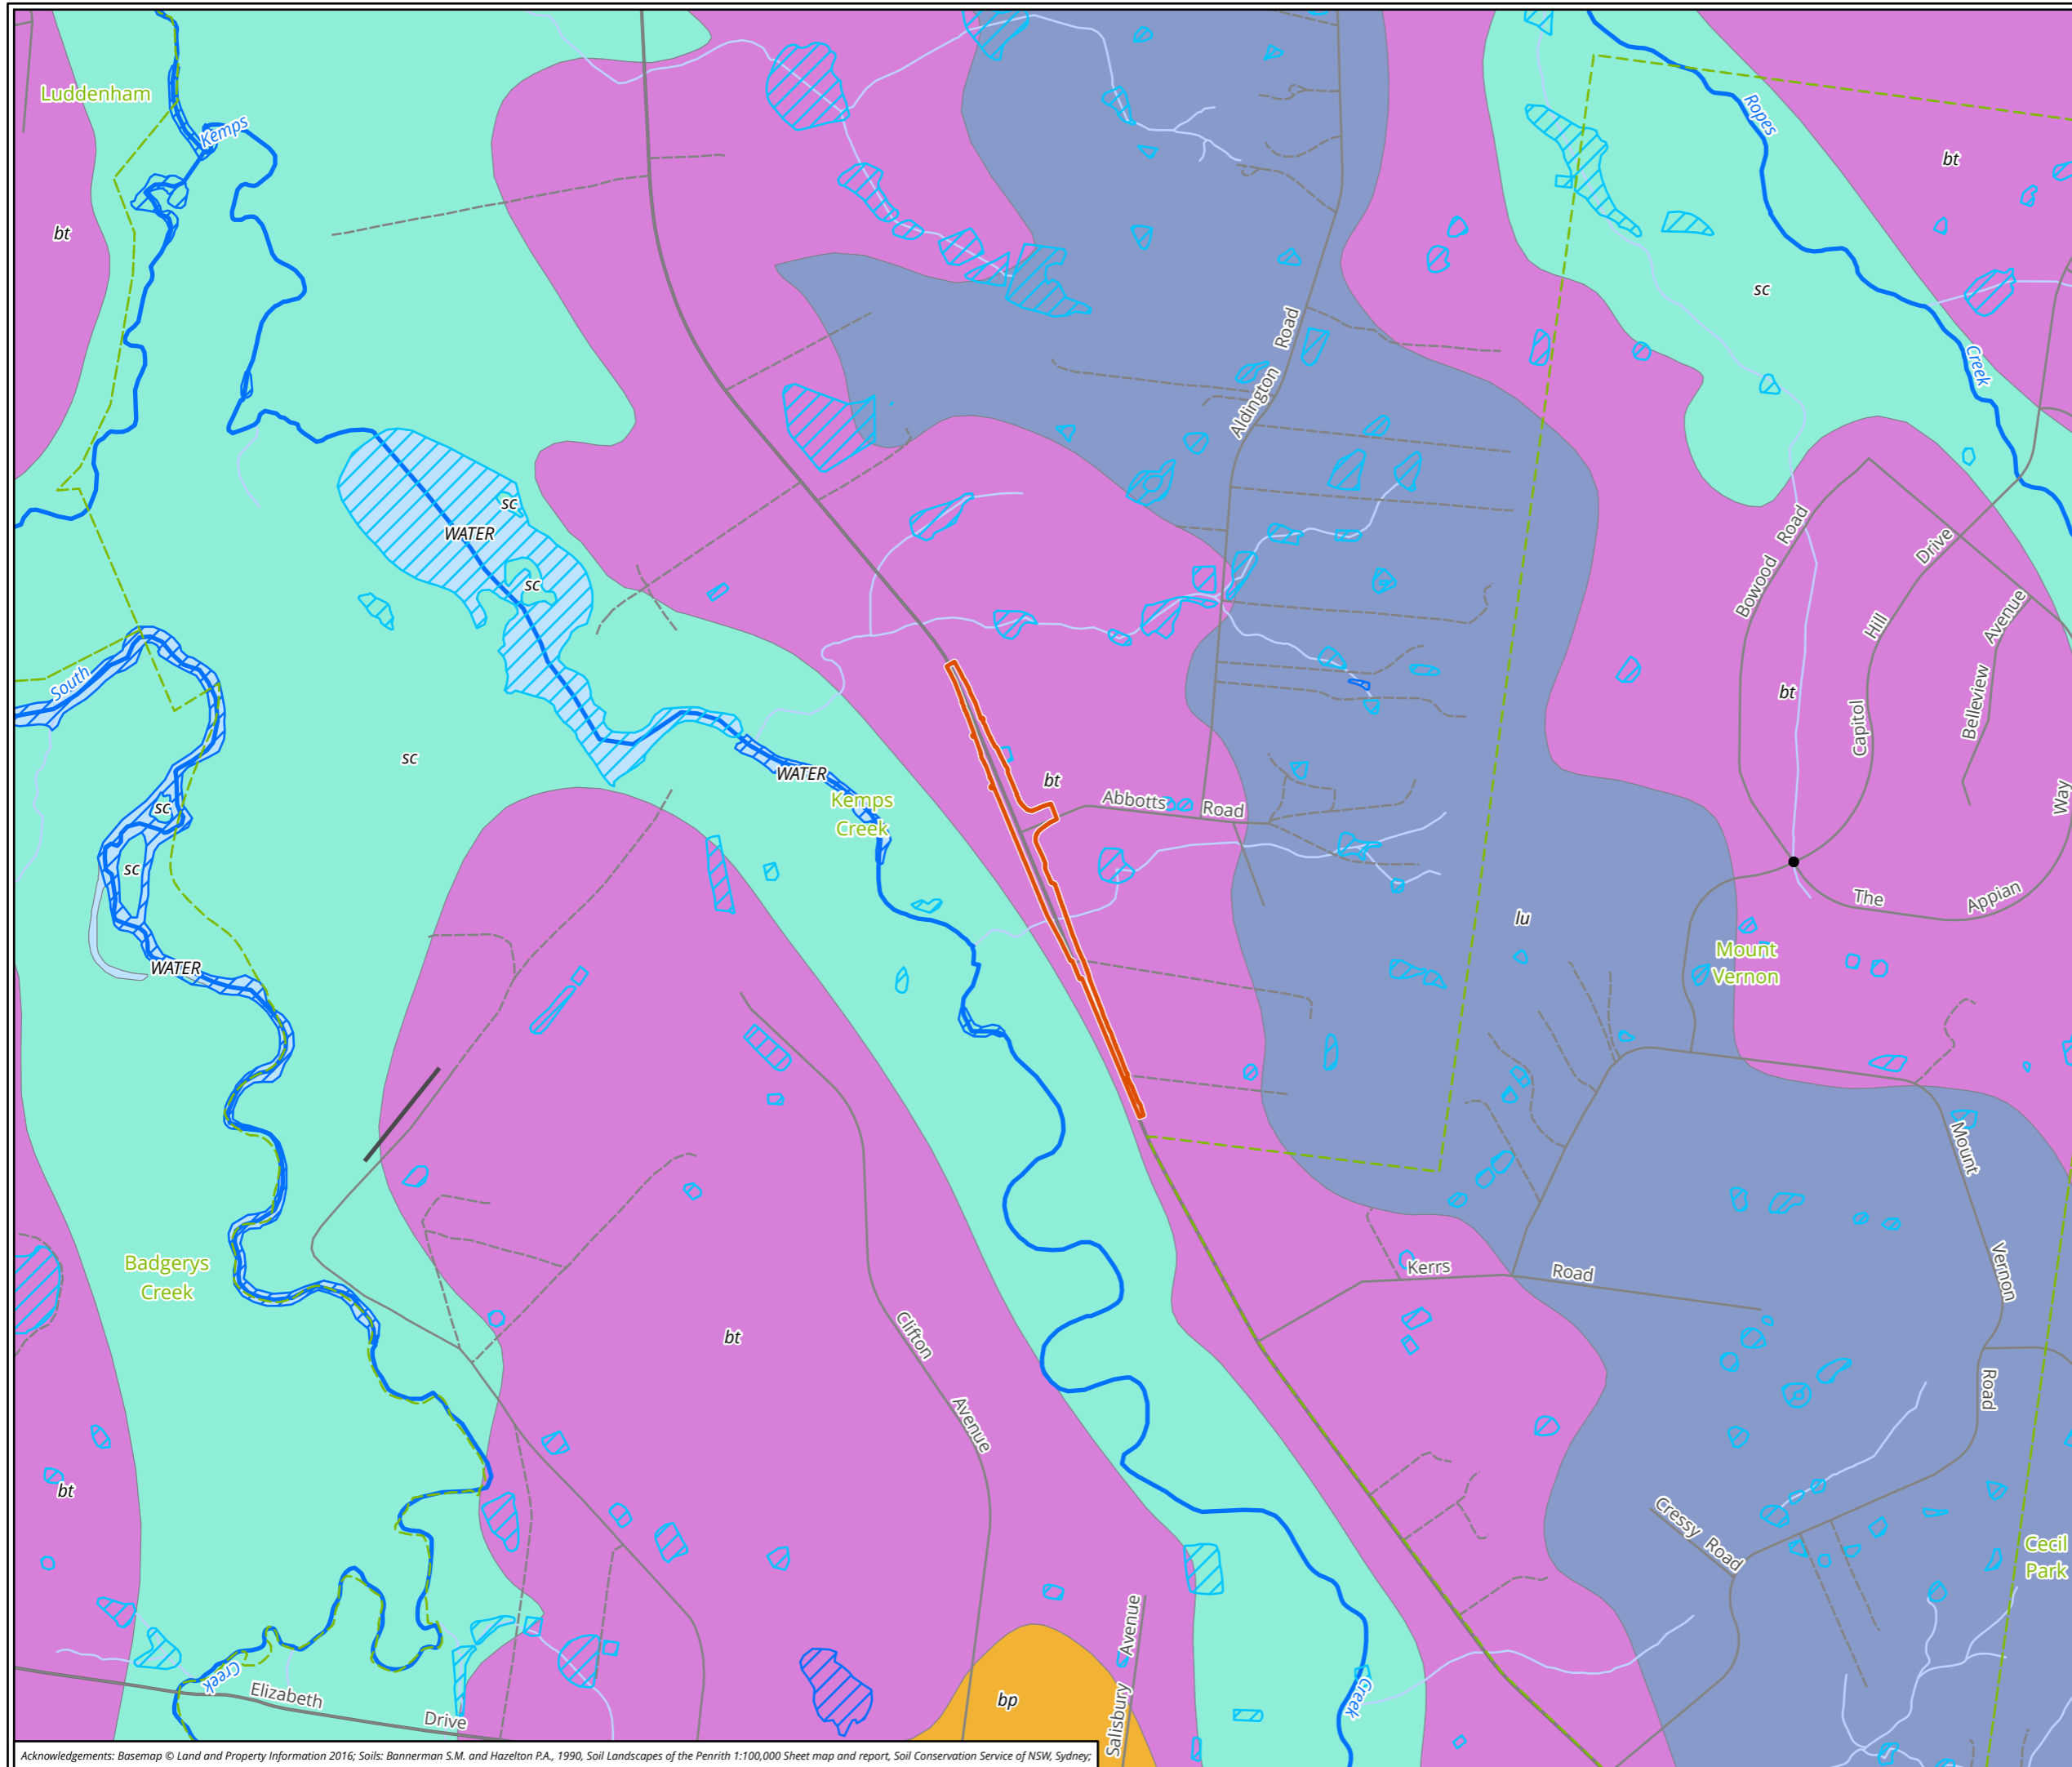 Luddenham
Kemps
Ropes
bt
bt
sc
Road
Creek
Aldington
sc
WATER
Road
Drive
sc
Bowood
Avenue
Hill
South
bt
Belleview
Capitol
sc
WATER
bt
Way
Kemps
Creek
Abbotts
Road
sc
sc
The
Appian
lu
Mount
Vernon
WATER
Mount
Badgerys
Creek
Kerrs
Road
Vernon
Clifton
bt
Road
Avenue
bt
Cressy Road
Cecil
Park
Avenue
Creek
Elizabeth
Drive
bp
Salisbury
Creek
Acknowledgements: Basemap © Land and Property Information 2016; Soils: Bannerman S.M. and Hazelton P.A., 1990, Soil Landscapes of the Penrith 1:100,000 Sheet map and report, Soil Conservation Service of NSW, Sydney;